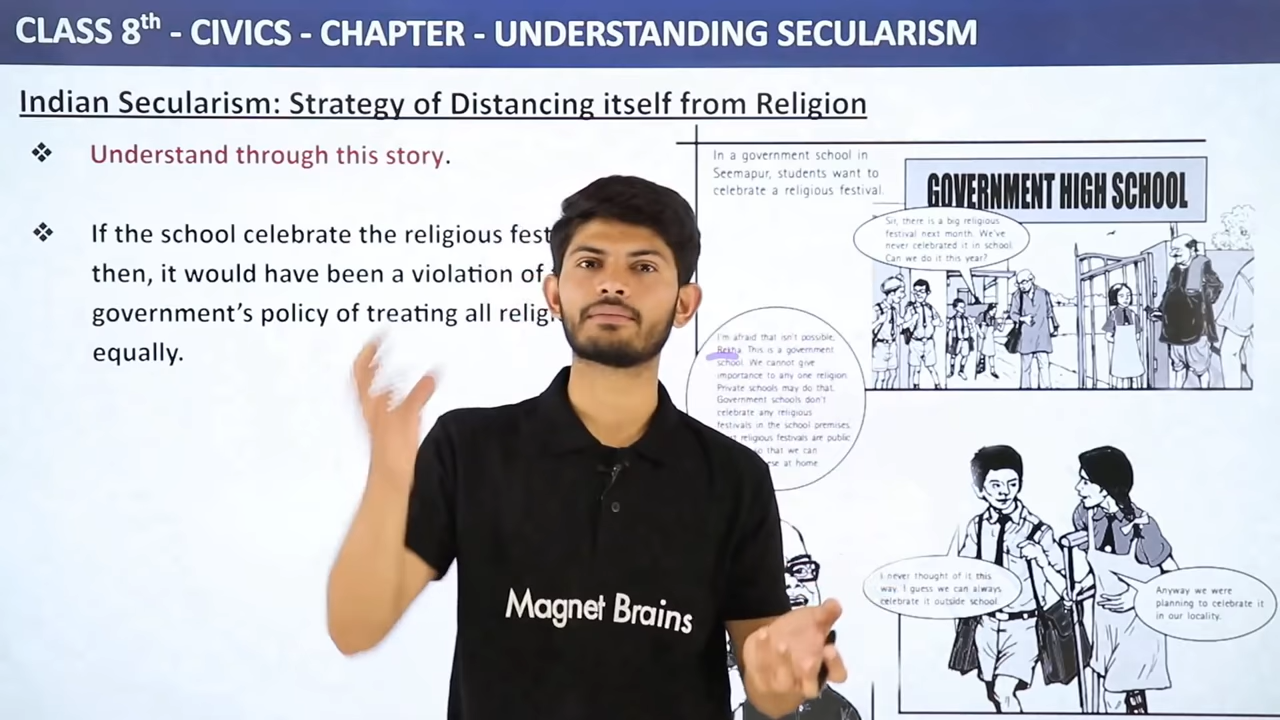 CLASS 8th - CIVICS - CHAPTER - UNDERSTANDING SECULARISM
Indian Secularism: Strategy of Distancing itself from Religion
❖ Understand through this story.
❖ If the school celebrate the religious fest
then, it would have been a violation of
government's policy of treating all relig
equally.
In a government school in
Seemapur, students want to
celebrate a religious festival.
GOVERNMENT HIGH SCHOOL
Sir, there is a big religious
festival next month. We've
never celebrated it in school.
Can we do it this year?
I'm afraid that isn't possible,
Rekha. This is a government
school. We cannot give
importance to any one religion.
Private schools may do that.
Government schools don't
celebrate any religious
festivals in the school premises.
religious festivals are public
so that we can
at home
I never thought of it this
way. I guess we can always
celebrate it outside school.
Anyway we were
planning to celebrate it
in our locality.
Magnet Brains